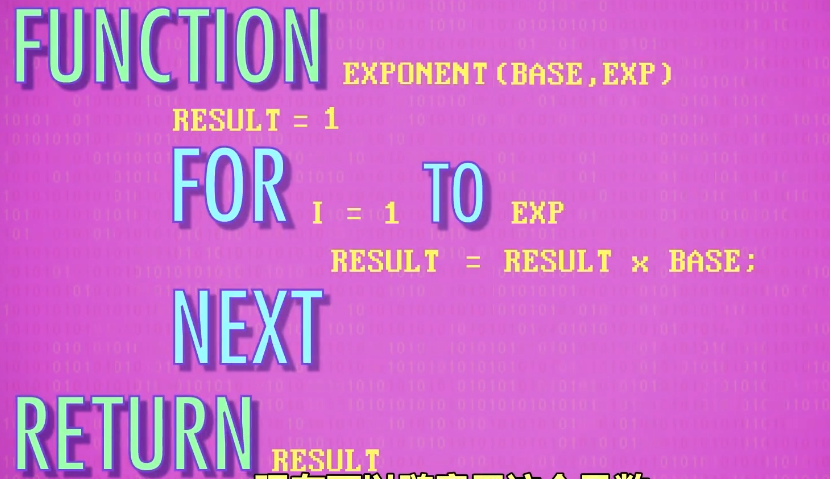 FUNCTION EXPONENT(BASE,EXP)
RESULT = 1
FOR I = 1 TO EXP
RESULT = RESULT x BASE;
NEXT
RETURN RESULT